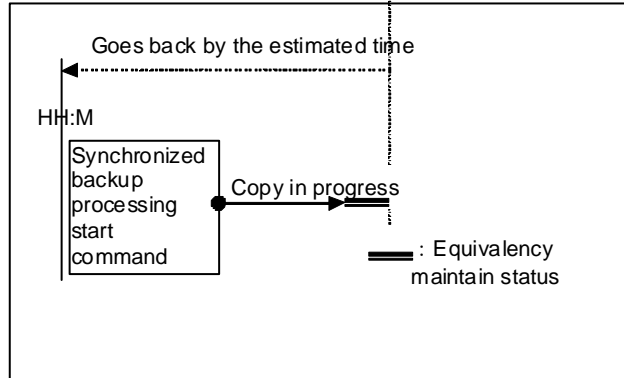 Goes back by the estimated time
HH:M
Synchronized
backup
processing
start
command
Copy in progress
: Equivalency
maintain status